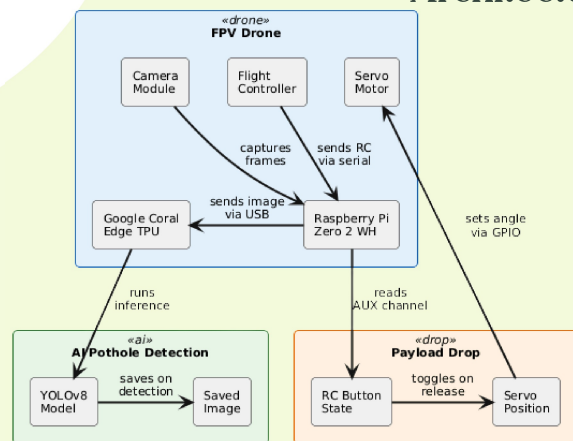 «drone»
FPV Drone
Camera
Module
Flight
Controller
Servo
Motor
captures
frames
sends RC
via serial
sends image
via USB
Google Coral
Edge TPU
Raspberry Pi
Zero 2 WH
sets angle
via GPIO
runs
inference
reads
AUX channel
«ai»
AI Pothole Detection
«drop»
Payload Drop
YOLOv8
Model
saves on
detection
Saved
Image
RC Button
State
toggles on
release
Servo
Position